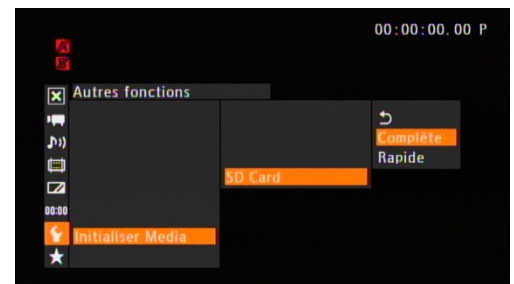 00:00:00.00 P
Autres fonctions
Complète
Rapide
SD Card
00:00
Initialiser Media